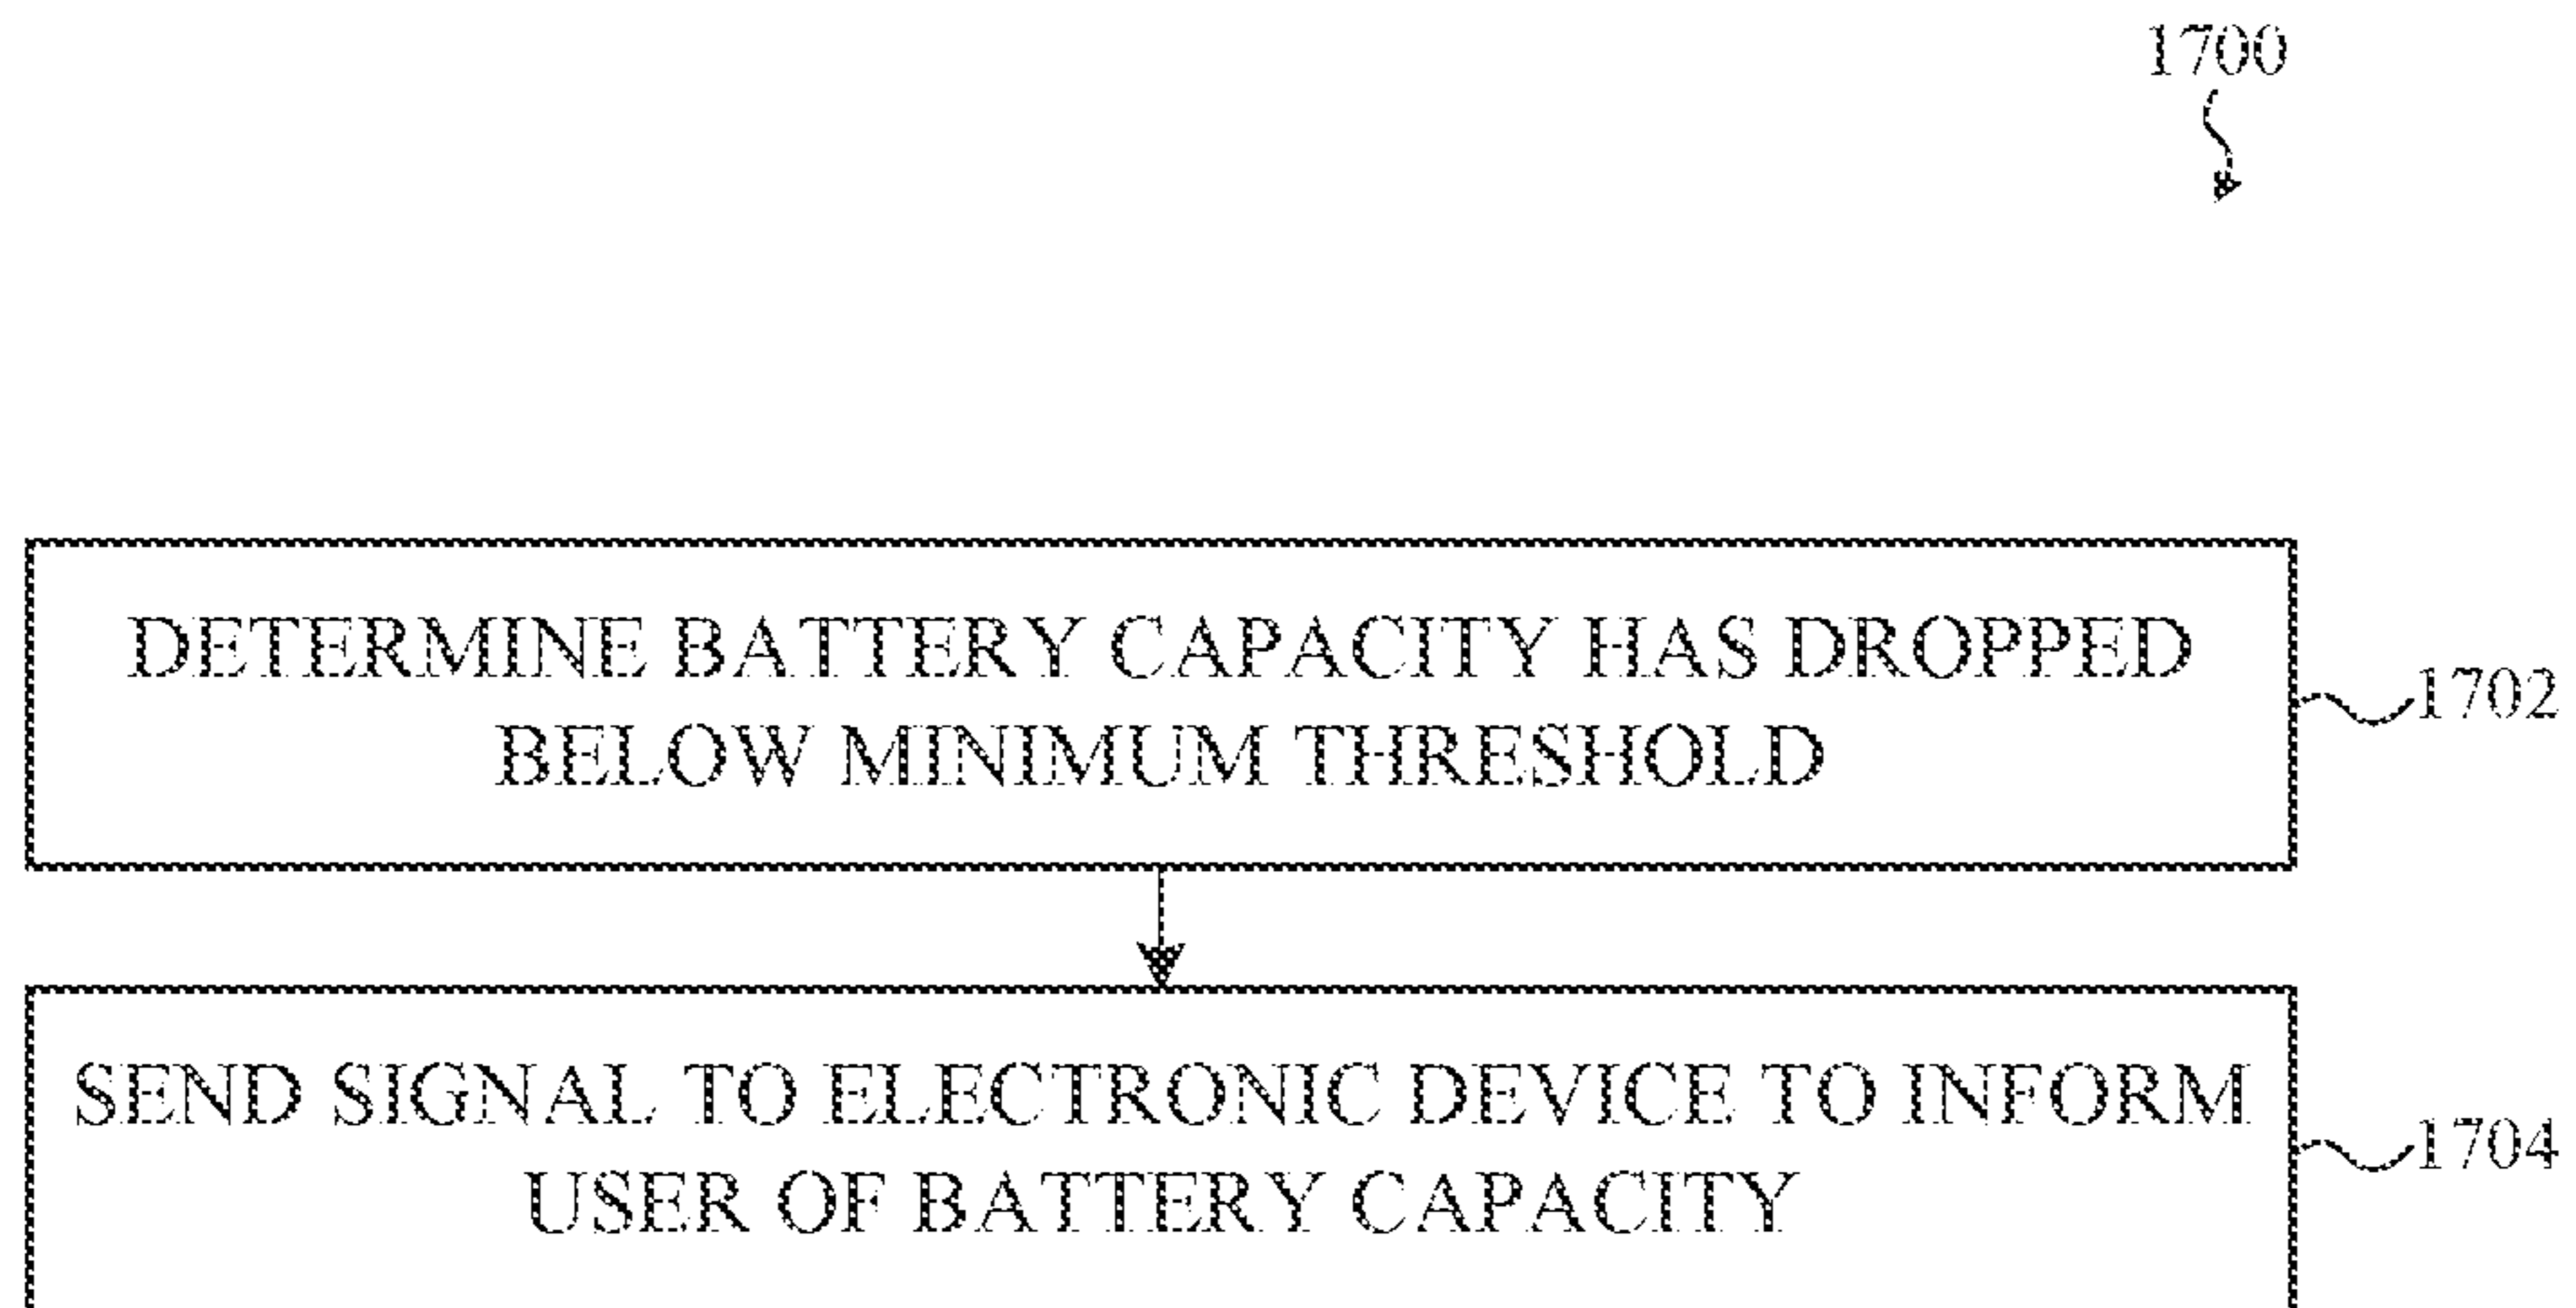 1700
DETERMINE BATTERY CAPACITY HAS DROPPED
BELOW MINIMUM THRESHOLD
1702
SEND SIGNAL TO ELECTRONIC DEVICE TO INFORM
USER OF BATTERY CAPACITY
1704